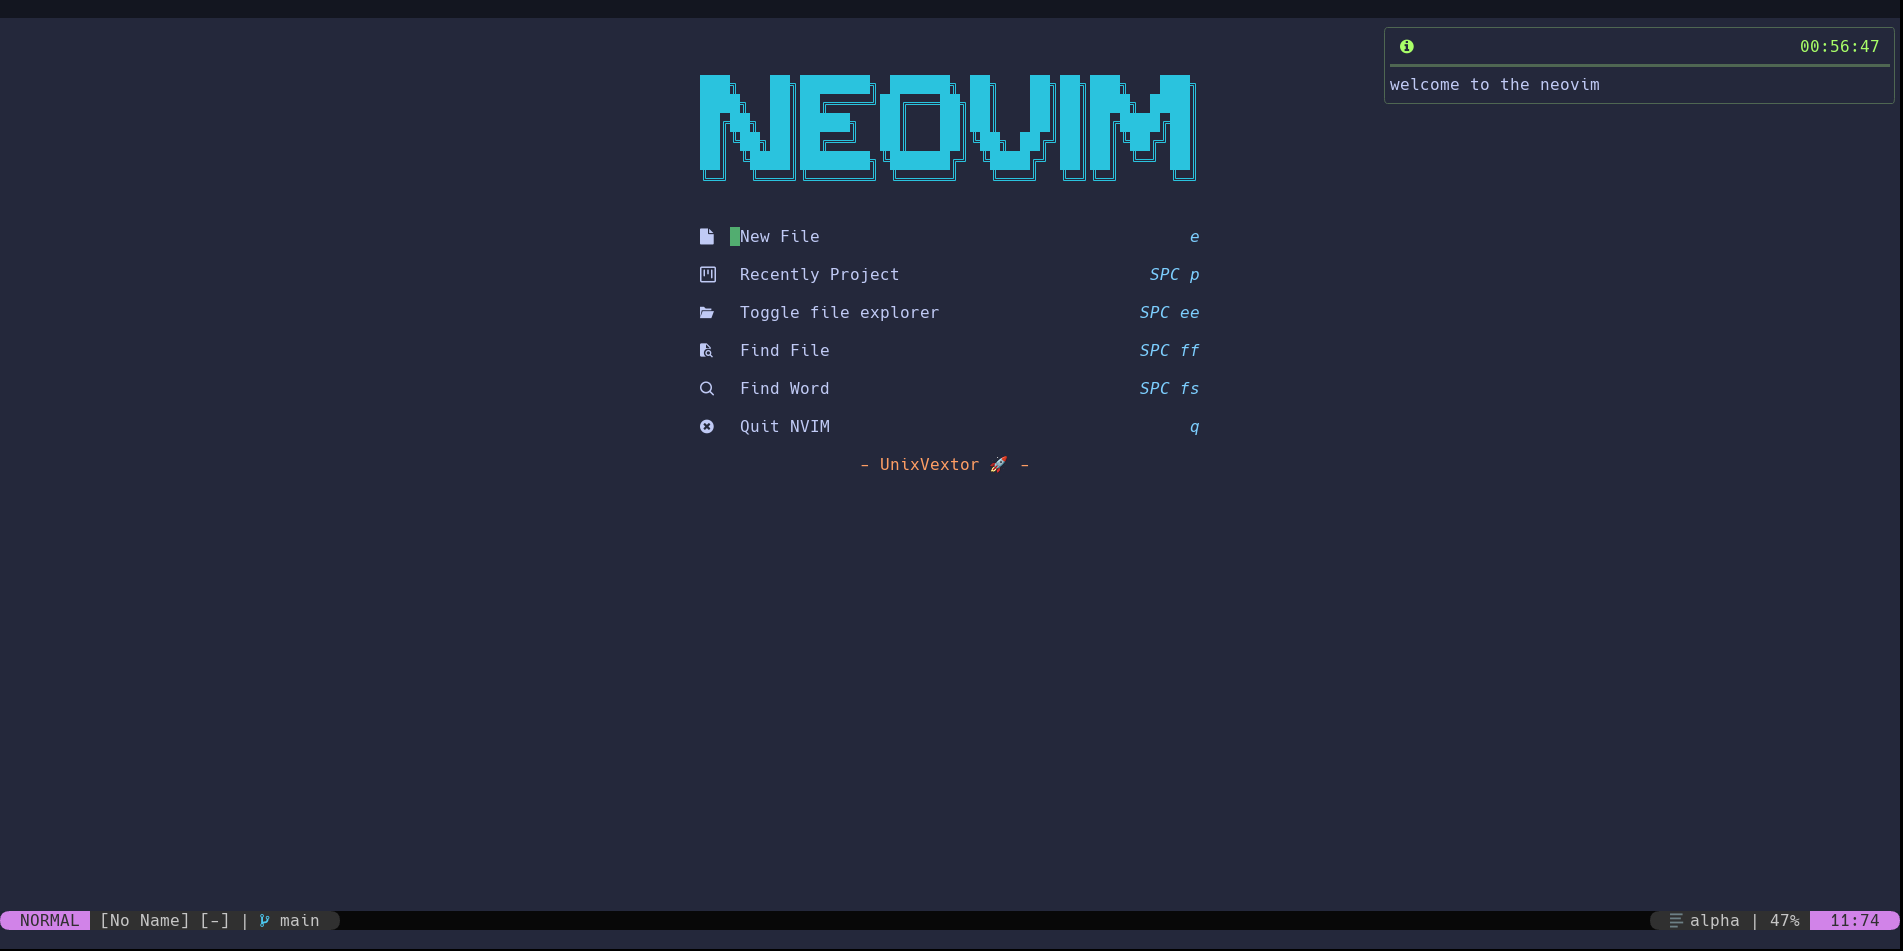 00:56:47
welcome to the neovim
NEOVIM
New File e
Recently Project SPC p
Toggle file explorer SPC ee
Find File SPC ff
Find Word SPC fs
Quit NVIM q
- UnixVextor 🚀 -
NORMAL [No Name] [-] | main alpha | 47% 11:74